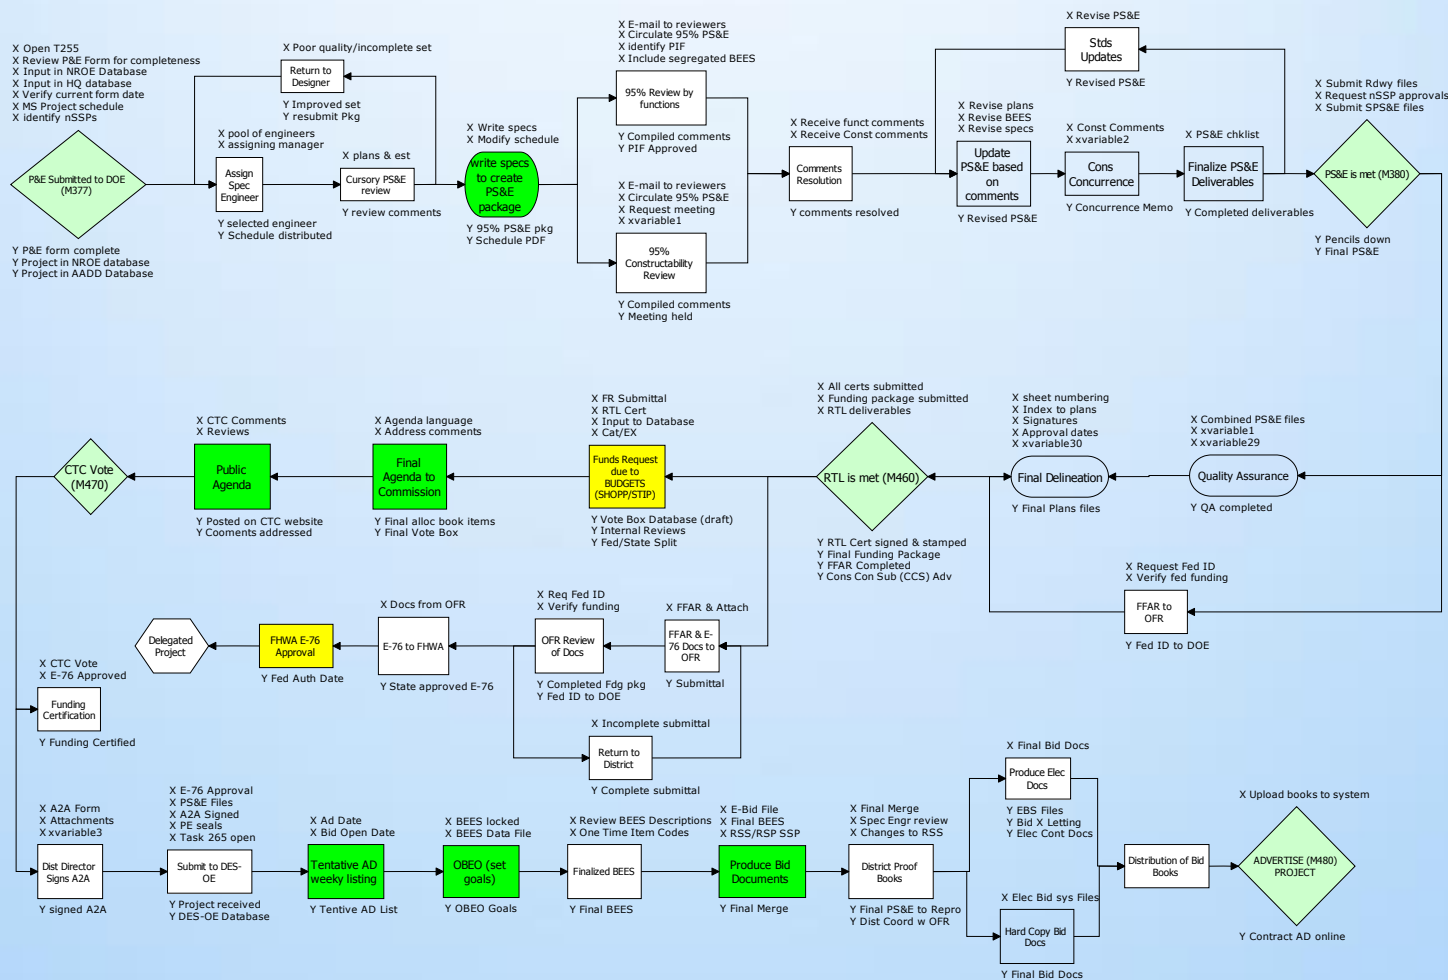 X Open T255
X Review P&E Form for completeness
X Input in NROE Database
X Input in HQ database
X Verify current form date
X MS Project schedule
X identify nSSPs
P&E Submitted to DOE
(M377)
Y P&E form complete
Y Project in NROE database
Y Project in AADD Database
X Poor quality/incomplete set
Return to
Designer
Y Improved set
Y resubmit Pkg
X pool of engineers
X assigning manager
Assign
Spec
Engineer
Y selected engineer
Y Schedule distributed
X plans & est
Cursory PS&E
review
Y review comments
X Write specs
X Modify schedule
write specs
to create
PS&E
package
Y 95% PS&E pkg
Y Schedule PDF
X E-mail to reviewers
X Circulate 95% PS&E
X identify PIF
X Include segregated BEES
95% Review by
functions
Y Compiled comments
Y PIF Approved
X E-mail to reviewers
X Circulate 95% PS&E
X Request meeting
X xvariable1
95%
Constructability
Review
Y Compiled comments
Y Meeting held
X Receive funct comments
X Receive Const comments
Comments
Resolution
Y comments resolved
X Revise PS&E
Stds
Updates
Y Revised PS&E
X Revise plans
X Revise BEES
X Revise specs
Update
PS&E based
on
comments
Y Revised PS&E
X Const Comments
X xvariable2
Cons
Concurrence
Y Concurrence Memo
X PS&E chklist
Finalize PS&E
Deliverables
Y Completed deliverables
X Submit Rdwy files
X Request nSSP approvals
X Submit SPS&E files
PS&E is met (M380)
Y Pencils down
Y Final PS&E
X CTC Comments
X Reviews
CTC Vote
(M470)
Public
Agenda
Y Posted on CTC website
Y Cooments addressed
X Agenda language
X Address comments
Final
Agenda to
Commission
Y Final alloc book items
Y Final Vote Box
X FR Submittal
X RTL Cert
X Input to Database
X Cat/EX
Funds Request
due to
BUDGETS
(SHOPP/STIP)
Y Vote Box Database (draft)
Y Internal Reviews
Y Fed/State Split
X All certs submitted
X Funding package submitted
X RTL deliverables
RTL is met (M460)
Y RTL Cert signed & stamped
Y Final Funding Package
Y FFAR Completed
Y Cons Con Sub (CCS) Adv
X sheet numbering
X Index to plans
X Signatures
X Approval dates
X xvariable30
Final Delineation
Y Final Plans files
X Combined PS&E files
X xvariable1
X xvariable29
Quality Assurance
Y QA completed
X Request Fed ID
X Verify fed funding
FFAR to
OFR
Y Fed ID to DOE
Delegated
Project
FHWA E-76
Approval
Y Fed Auth Date
X Docs from OFR
E-76 to FHWA
Y State approved E-76
X Req Fed ID
X Verify funding
OFR Review
of Docs
Y Completed Fdg pkg
Y Fed ID to DOE
X FFAR & Attach
FFAR & E-
76 Docs to
OFR
Y Submittal
X Incomplete submittal
Return to
District
Y Complete submittal
X CTC Vote
X E-76 Approved
Funding
Certification
Y Funding Certified
X A2A Form
X Attachments
X xvariable3
Dist Director
Signs A2A
Y signed A2A
X E-76 Approval
X PS&E Files
X A2A Signed
X PE seals
X Task 265 open
Submit to DES-
OE
Y Project received
Y DES-OE Database
X Ad Date
X Bid Open Date
Tentative AD
weekly listing
Y Tentive AD List
X BEES locked
X BEES Data File
OBEO (set
goals)
Y OBEO Goals
X Review BEES Descriptions
X One Time Item Codes
Finalized BEES
Y Final BEES
X E-Bid File
X Final BEES
X RSS/RSP SSP
Produce Bid
Documents
Y Final Merge
X Final Merge
X Spec Engr review
X Changes to RSS
District Proof
Books
Y Final PS&E to Repro
Y Dist Coord w OFR
X Final Bid Docs
Produce Elec
Docs
Y EBS Files
Y Bid X Letting
Y Elec Cont Docs
X Elec Bid sys Files
Hard Copy Bid
Docs
Y Final Bid Docs
Distribution of Bid
Books
X Upload books to system
ADVERTISE (M480)
PROJECT
Y Contract AD online